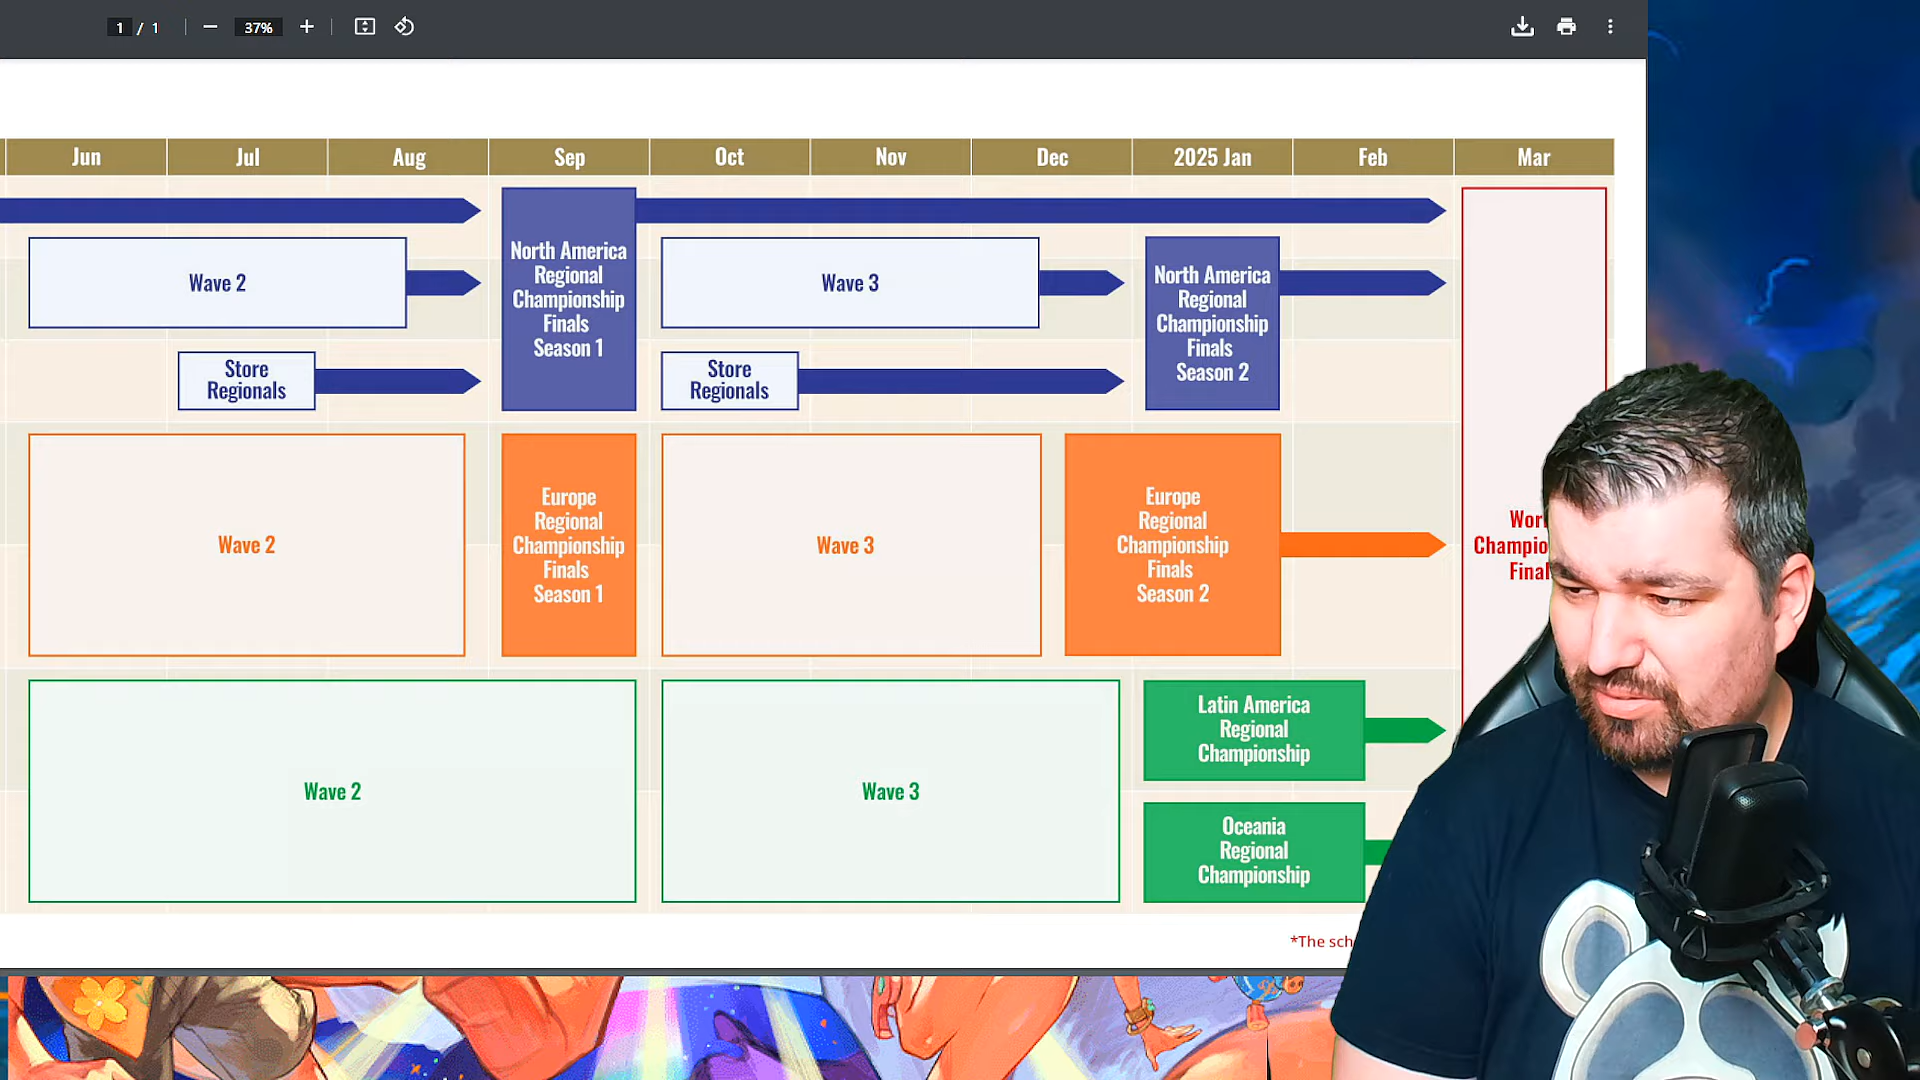 1 / 1
37%
Jun Jul Aug Sep Oct Nov Dec 2025 Jan Feb Mar
Wave 2
North America
Regional
Championship
Finals
Season 1
Wave 3
North America
Regional
Championship
Finals
Season 2
Store
Regionals
Store
Regionals
Wave 2
Europe
Regional
Championship
Finals
Season 1
Wave 3
Europe
Regional
Championship
Finals
Season 2
Wave 2
Wave 3
Latin America
Regional
Championship
Oceania
Regional
Championship
*The